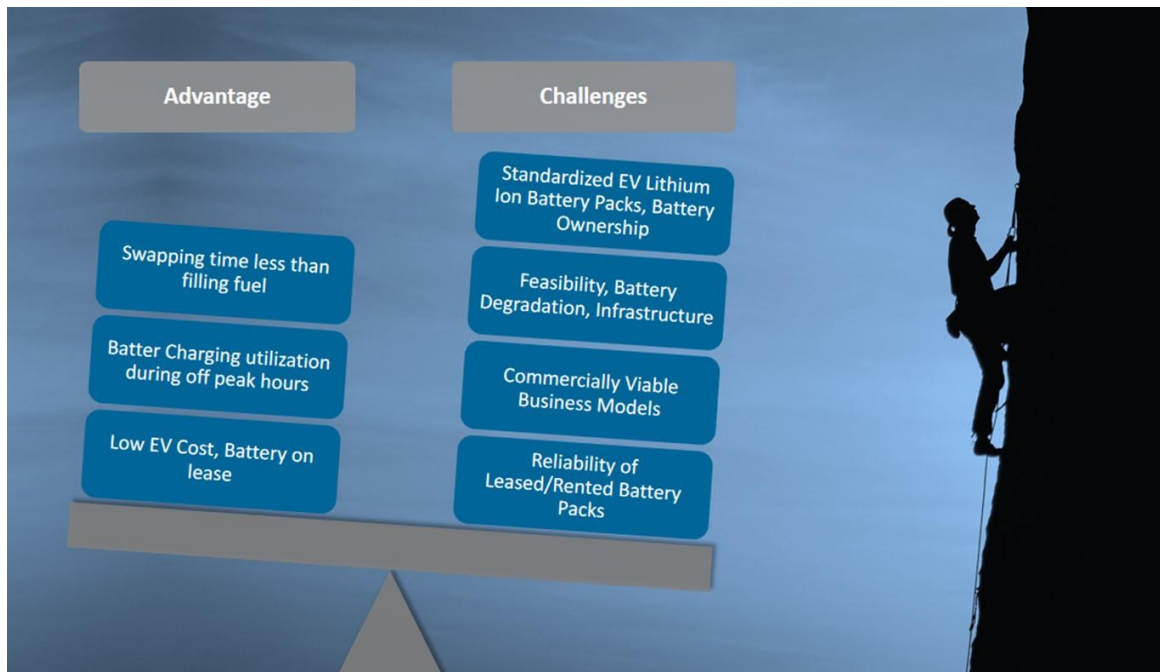 Advantage
Challenges
Swapping time less than
filling fuel
Batter Charging utilization
during off peak hours
Low EV Cost, Battery on
lease
Standardized EV Lithium
Ion Battery Packs, Battery
Ownership
Feasibility, Battery
Degradation, Infrastructure
Commercially Viable
Business Models
Reliability of
Leased/Rented Battery
Packs